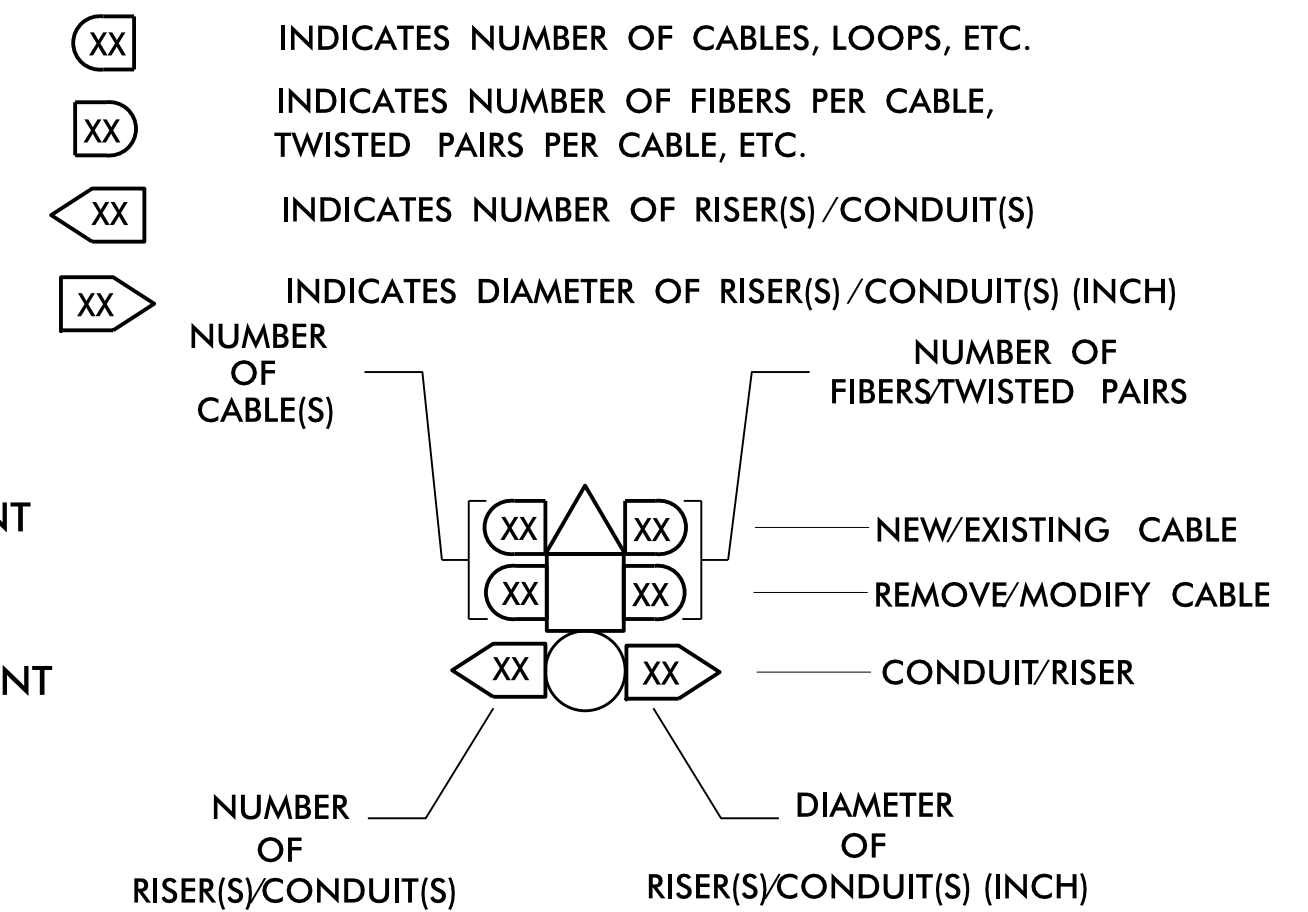 XX INDICATES NUMBER OF CABLES, LOOPS, ETC.
XX INDICATES NUMBER OF FIBERS PER CABLE,
TWISTED PAIRS PER CABLE, ETC.
XX INDICATES NUMBER OF RISER(S)/CONDUIT(S)
XX INDICATES DIAMETER OF RISER(S)/CONDUIT(S) (INCH)
NUMBER
OF
CABLE(S)
NUMBER OF
FIBERS/TWISTED PAIRS
NT
XX XX NEW/EXISTING CABLE
XX XX REMOVE/MODIFY CABLE
XX XX CONDUIT/RISER
NT
NUMBER
OF
RISER(S)/CONDUIT(S)
DIAMETER
OF
RISER(S)/CONDUIT(S) (INCH)